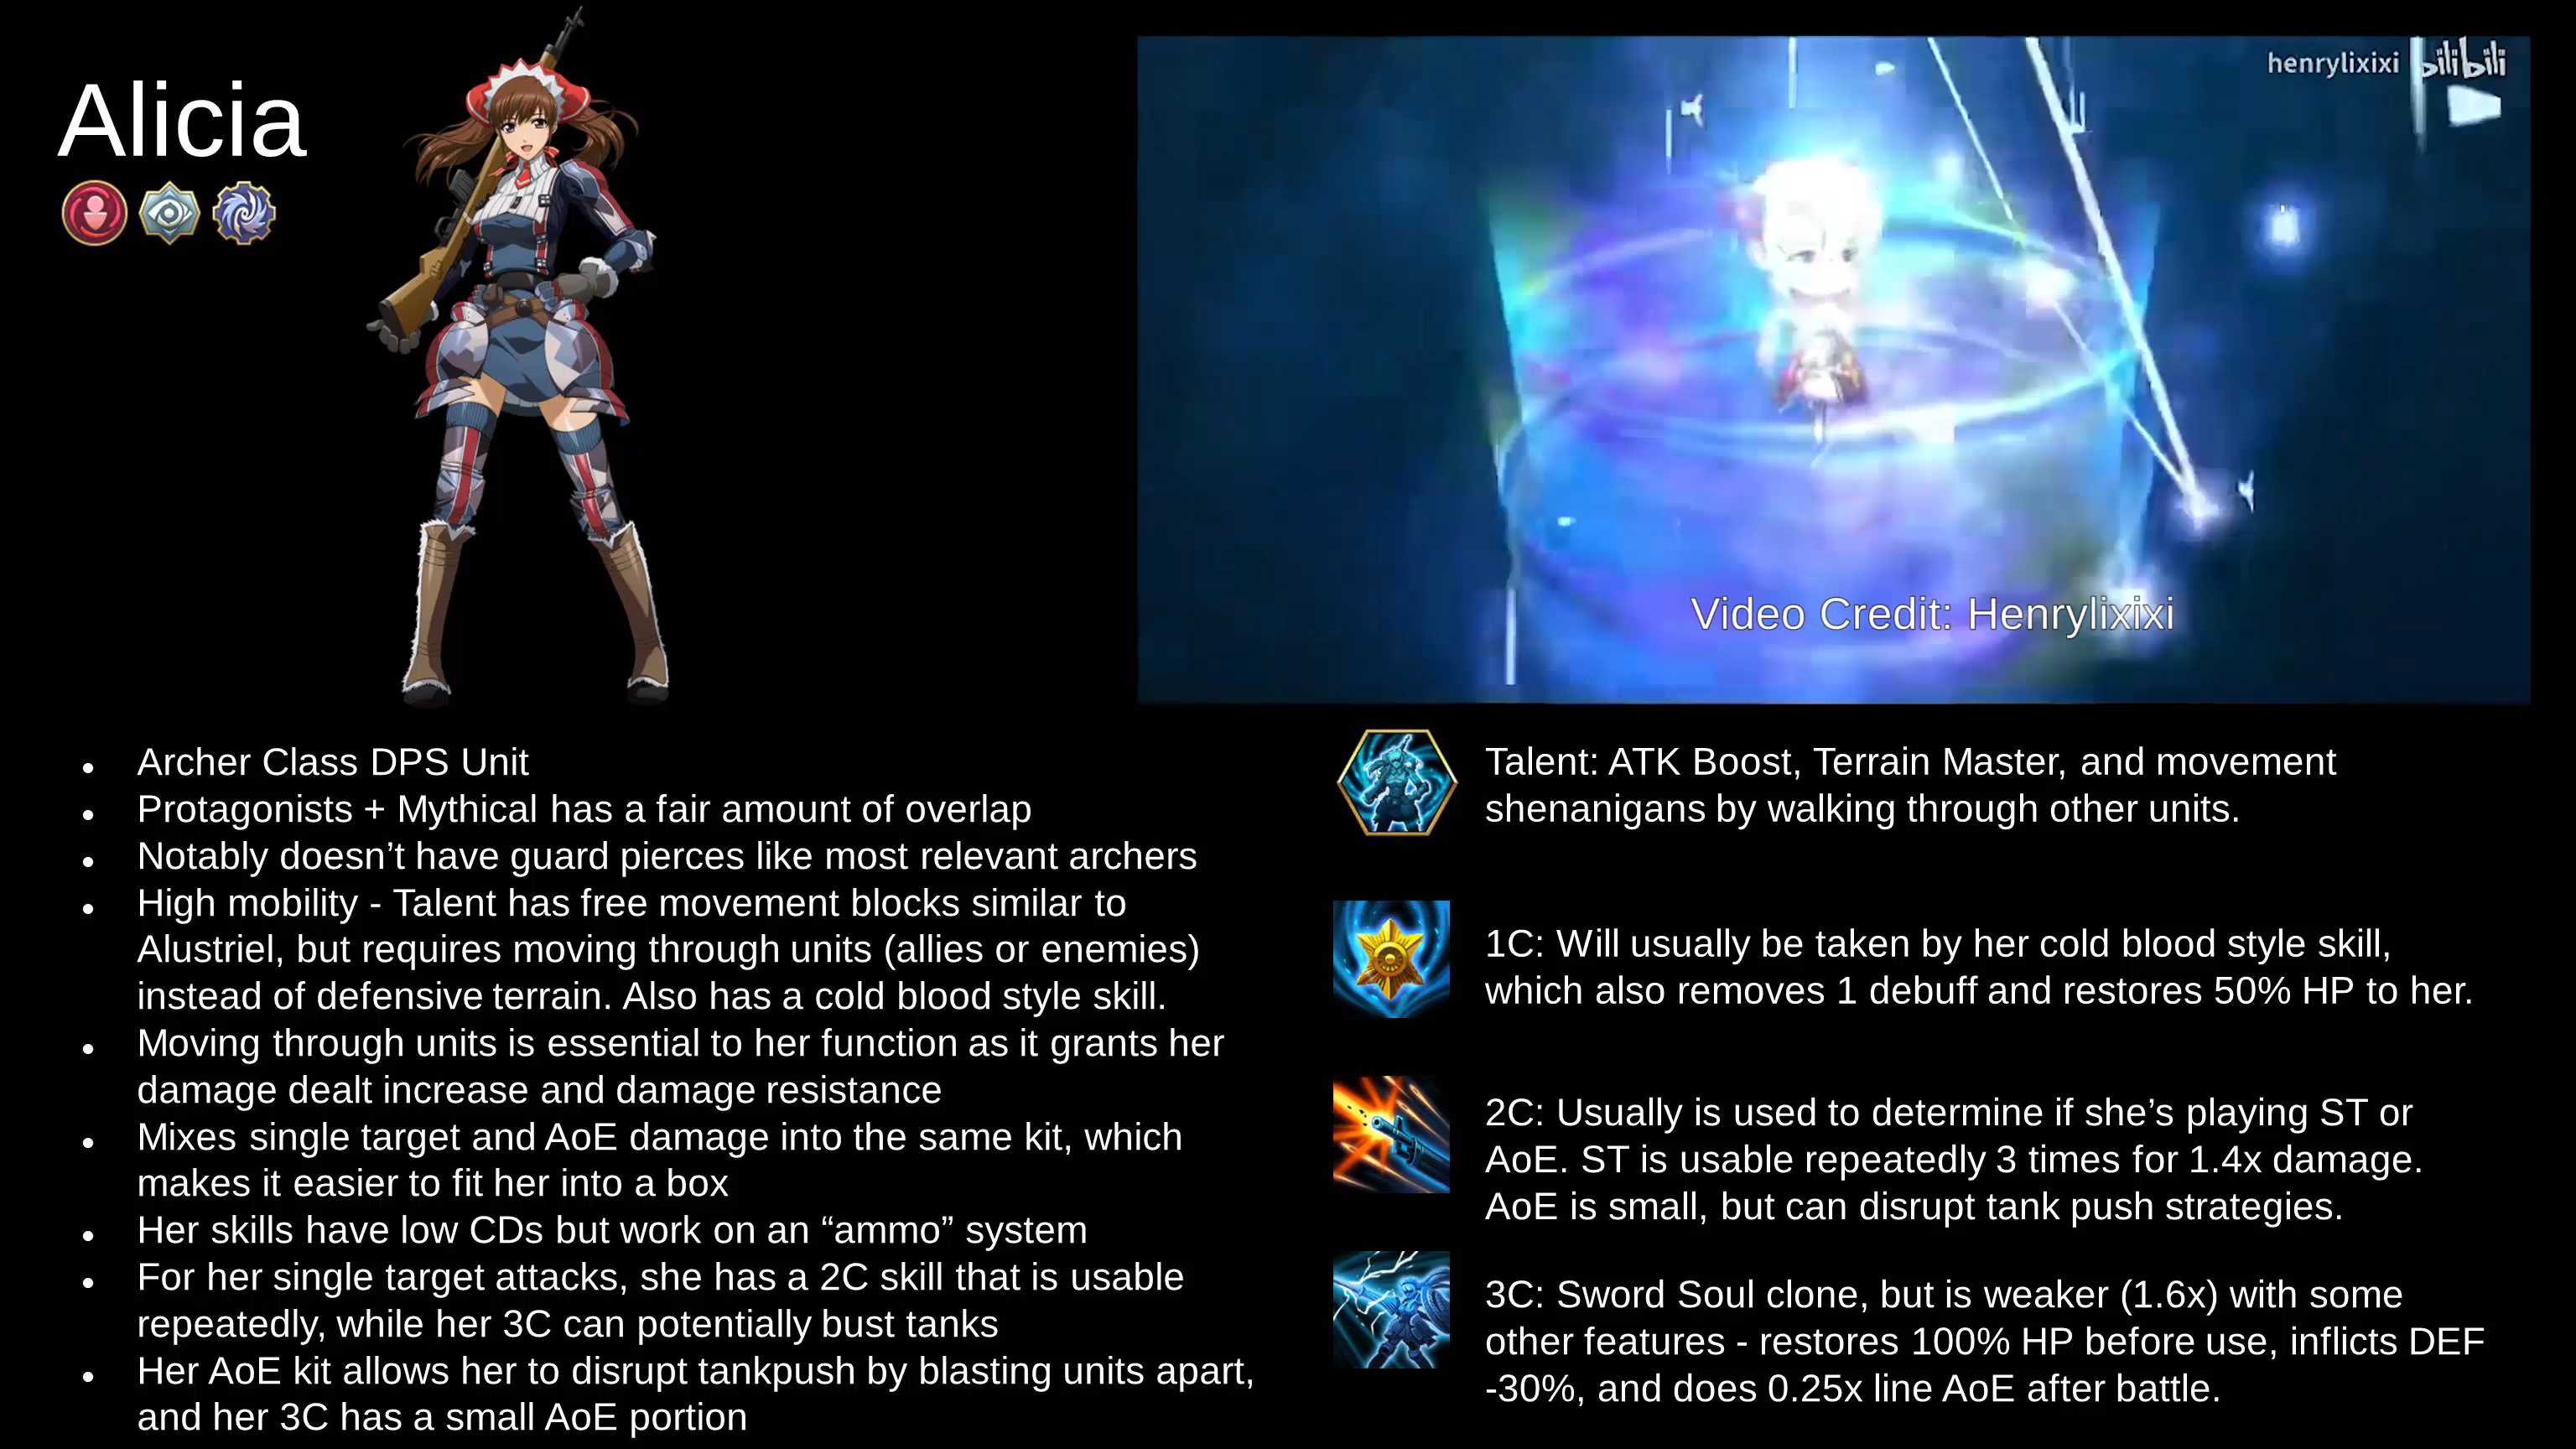 Alicia
henrylixixi bilibili
Video Credit: Henrylixixi
• Archer Class DPS Unit
• Protagonists + Mythical has a fair amount of overlap
• Notably doesn’t have guard pierces like most relevant archers
• High mobility - Talent has free movement blocks similar to
Alustriel, but requires moving through units (allies or enemies)
instead of defensive terrain. Also has a cold blood style skill.
• Moving through units is essential to her function as it grants her
damage dealt increase and damage resistance
• Mixes single target and AoE damage into the same kit, which
makes it easier to fit her into a box
• Her skills have low CDs but work on an “ammo” system
• For her single target attacks, she has a 2C skill that is usable
repeatedly, while her 3C can potentially bust tanks
• Her AoE kit allows her to disrupt tankpush by blasting units apart,
and her 3C has a small AoE portion
Talent: ATK Boost, Terrain Master, and movement
shenanigans by walking through other units.
1C: Will usually be taken by her cold blood style skill,
which also removes 1 debuff and restores 50% HP to her.
2C: Usually is used to determine if she’s playing ST or
AoE. ST is usable repeatedly 3 times for 1.4x damage.
AoE is small, but can disrupt tank push strategies.
3C: Sword Soul clone, but is weaker (1.6x) with some
other features - restores 100% HP before use, inflicts DEF
-30%, and does 0.25x line AoE after battle.